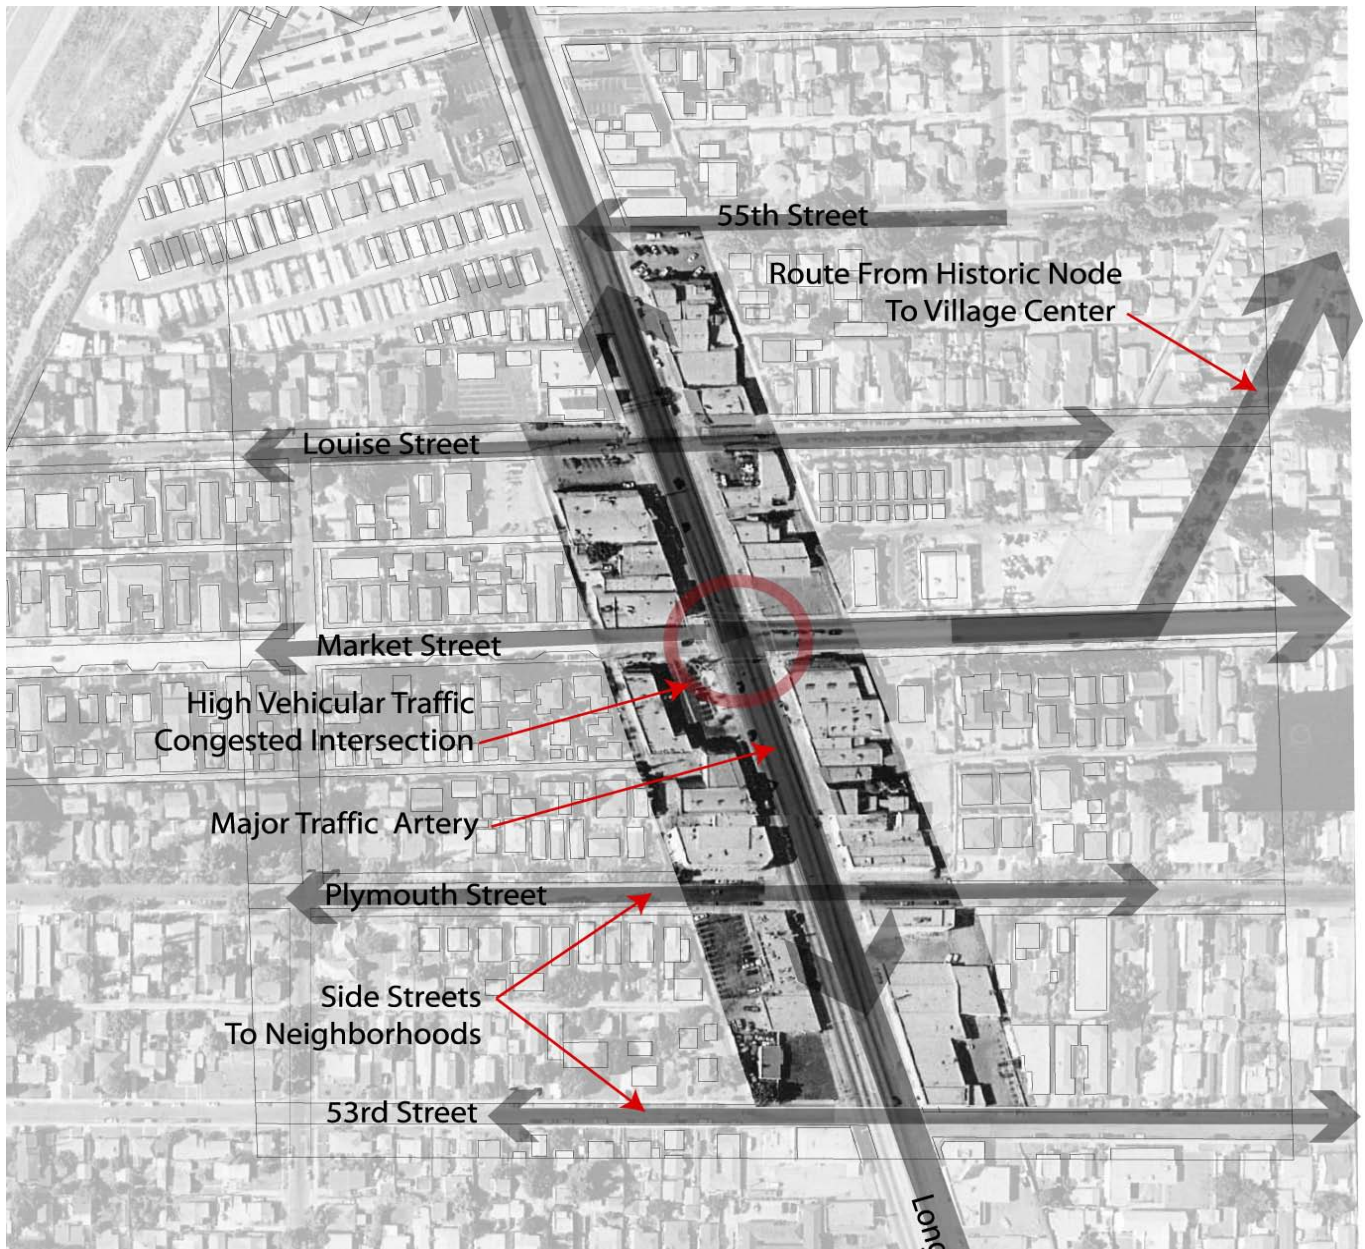 55th Street
Route From Historic Node
To Village Center
Louise Street
Market Street
High Vehicular Traffic
Congested Intersection
Major Traffic Artery
Plymouth Street
Side Streets
To Neighborhoods
53rd Street
Long